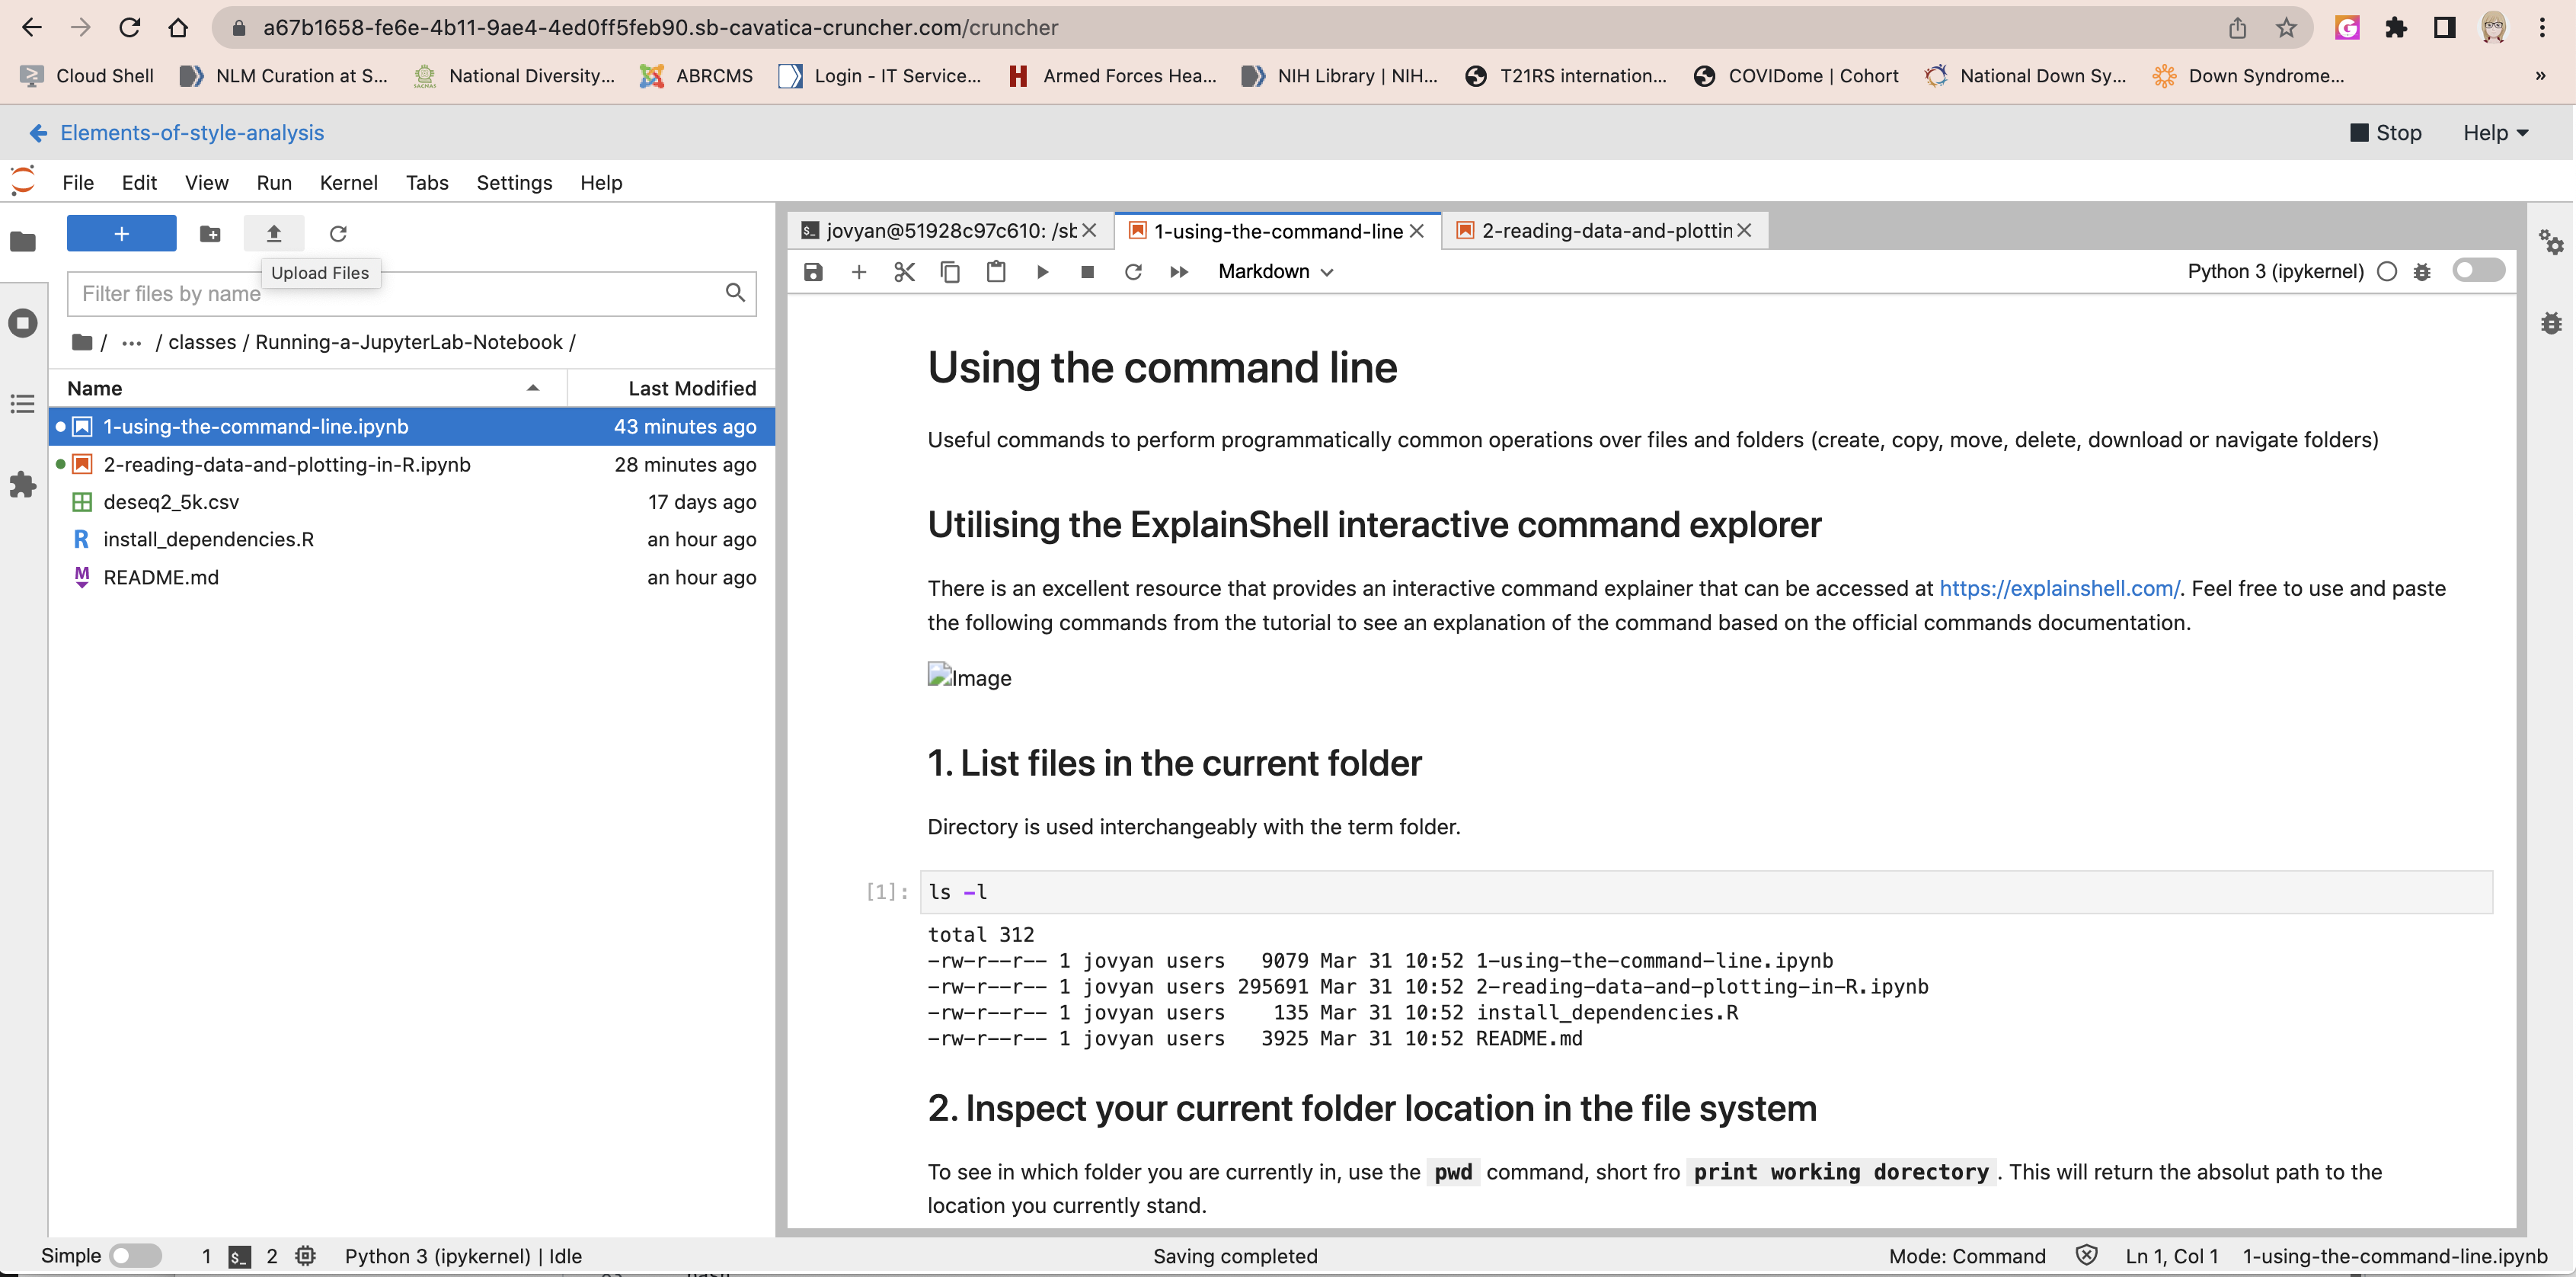 a67b1658-fe6e-4b11-9ae4-4ed0ff5feb90.sb-cavatica-cruncher.com/cruncher
Cloud Shell
NLM Curation at S...
National Diversity...
ABRCMS
Login - IT Service...
Armed Forces Hea...
NIH Library | NIH...
T21RS internation...
COVIDome | Cohort
National Down Sy...
Down Syndrome...
»
Elements-of-style-analysis
Stop
Help
File Edit View Run Kernel Tabs Settings Help
Upload Files
Filter files by name
/ ... / classes / Running-a-JupyterLab-Notebook /
Name Last Modified
1-using-the-command-line.ipynb 43 minutes ago
2-reading-data-and-plotting-in-R.ipynb 28 minutes ago
deseq2_5k.csv 17 days ago
install_dependencies.R an hour ago
README.md an hour ago
jovyan@51928c97c610: /sb
1-using-the-command-line
2-reading-data-and-plottin
Markdown
Python 3 (ipykernel)
Using the command line
Useful commands to perform programmatically common operations over files and folders (create, copy, move, delete, download or navigate folders)
Utilising the ExplainShell interactive command explorer
There is an excellent resource that provides an interactive command explainer that can be accessed at https://explainshell.com/. Feel free to use and paste
the following commands from the tutorial to see an explanation of the command based on the official commands documentation.
Image
1. List files in the current folder
Directory is used interchangeably with the term folder.
[1]: ls -l
total 312
-rw-r--r-- 1 jovyan users 9079 Mar 31 10:52 1-using-the-command-line.ipynb
-rw-r--r-- 1 jovyan users 295691 Mar 31 10:52 2-reading-data-and-plotting-in-R.ipynb
-rw-r--r-- 1 jovyan users 135 Mar 31 10:52 install_dependencies.R
-rw-r--r-- 1 jovyan users 3925 Mar 31 10:52 README.md
2. Inspect your current folder location in the file system
To see in which folder you are currently in, use the pwd command, short fro print working dorectory. This will return the absolut path to the
location you currently stand.
Simple 1 $_ 2 Python 3 (ipykernel) | Idle
Saving completed
Mode: Command
Ln 1, Col 1
1-using-the-command-line.ipynb